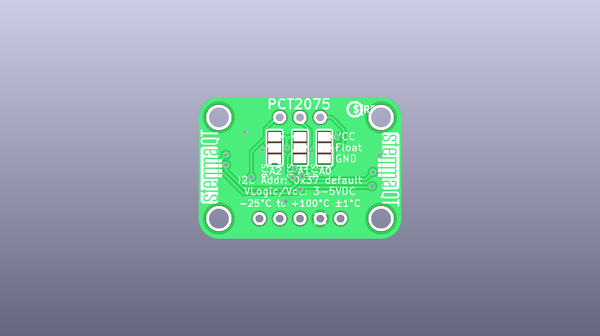 PCT2075
VCC
Float
GND
A2 A1 A0
I2C Addr: 0x37 default
VLogic/Vcc: 3-5VDC
-25°C to +100°C ±1°C
stemmaQT
stemmaQT